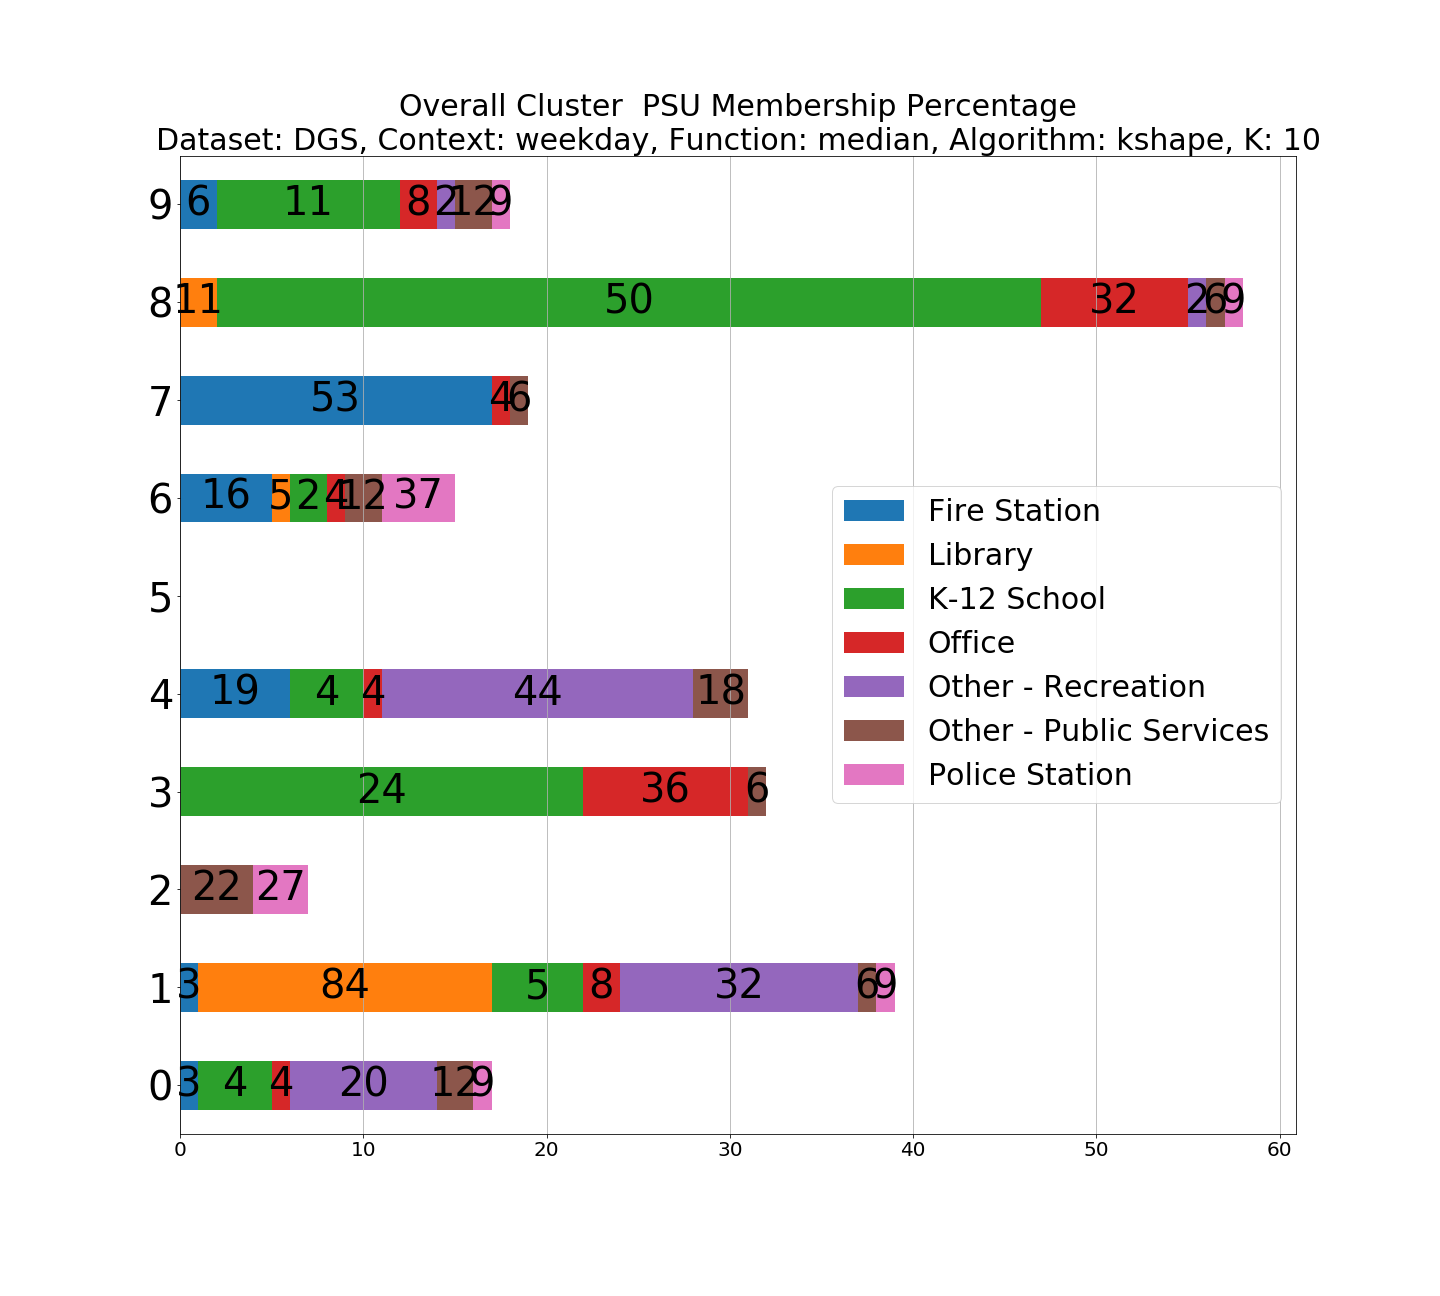 Overall Cluster  PSU Membership Percentage
Dataset: DGS, Context: weekday, Function: median, Algorithm: kshape, K: 10
9 6 11 8 2 12 9
8 11 50 32 2 6 9
7 53 4 6
6 16 5 2 4 12 37
5
4 19 4 4 44 18
3 24 36 6
2 22 27
1 3 84 5 8 32 6 9
0 3 4 4 20 12 9
0 10 20 30 40 50 60
Fire Station
Library
K-12 School
Office
Other - Recreation
Other - Public Services
Police Station